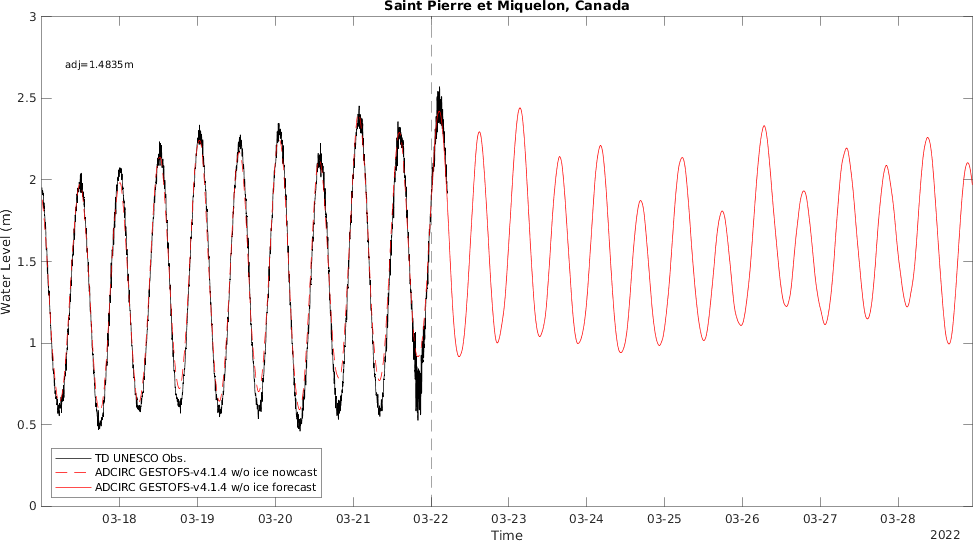 Saint Pierre et Miquelon, Canada
3
adj=1.4835m
2.5
2
1.5
1
0.5
0
Water Level (m)
TD UNESCO Obs.
ADCIRC GESTOFS-v4.1.4 w/o ice nowcast
ADCIRC GESTOFS-v4.1.4 w/o ice forecast
03-18 03-19 03-20 03-21 03-22 03-23 03-24 03-25 03-26 03-27 03-28
Time
2022